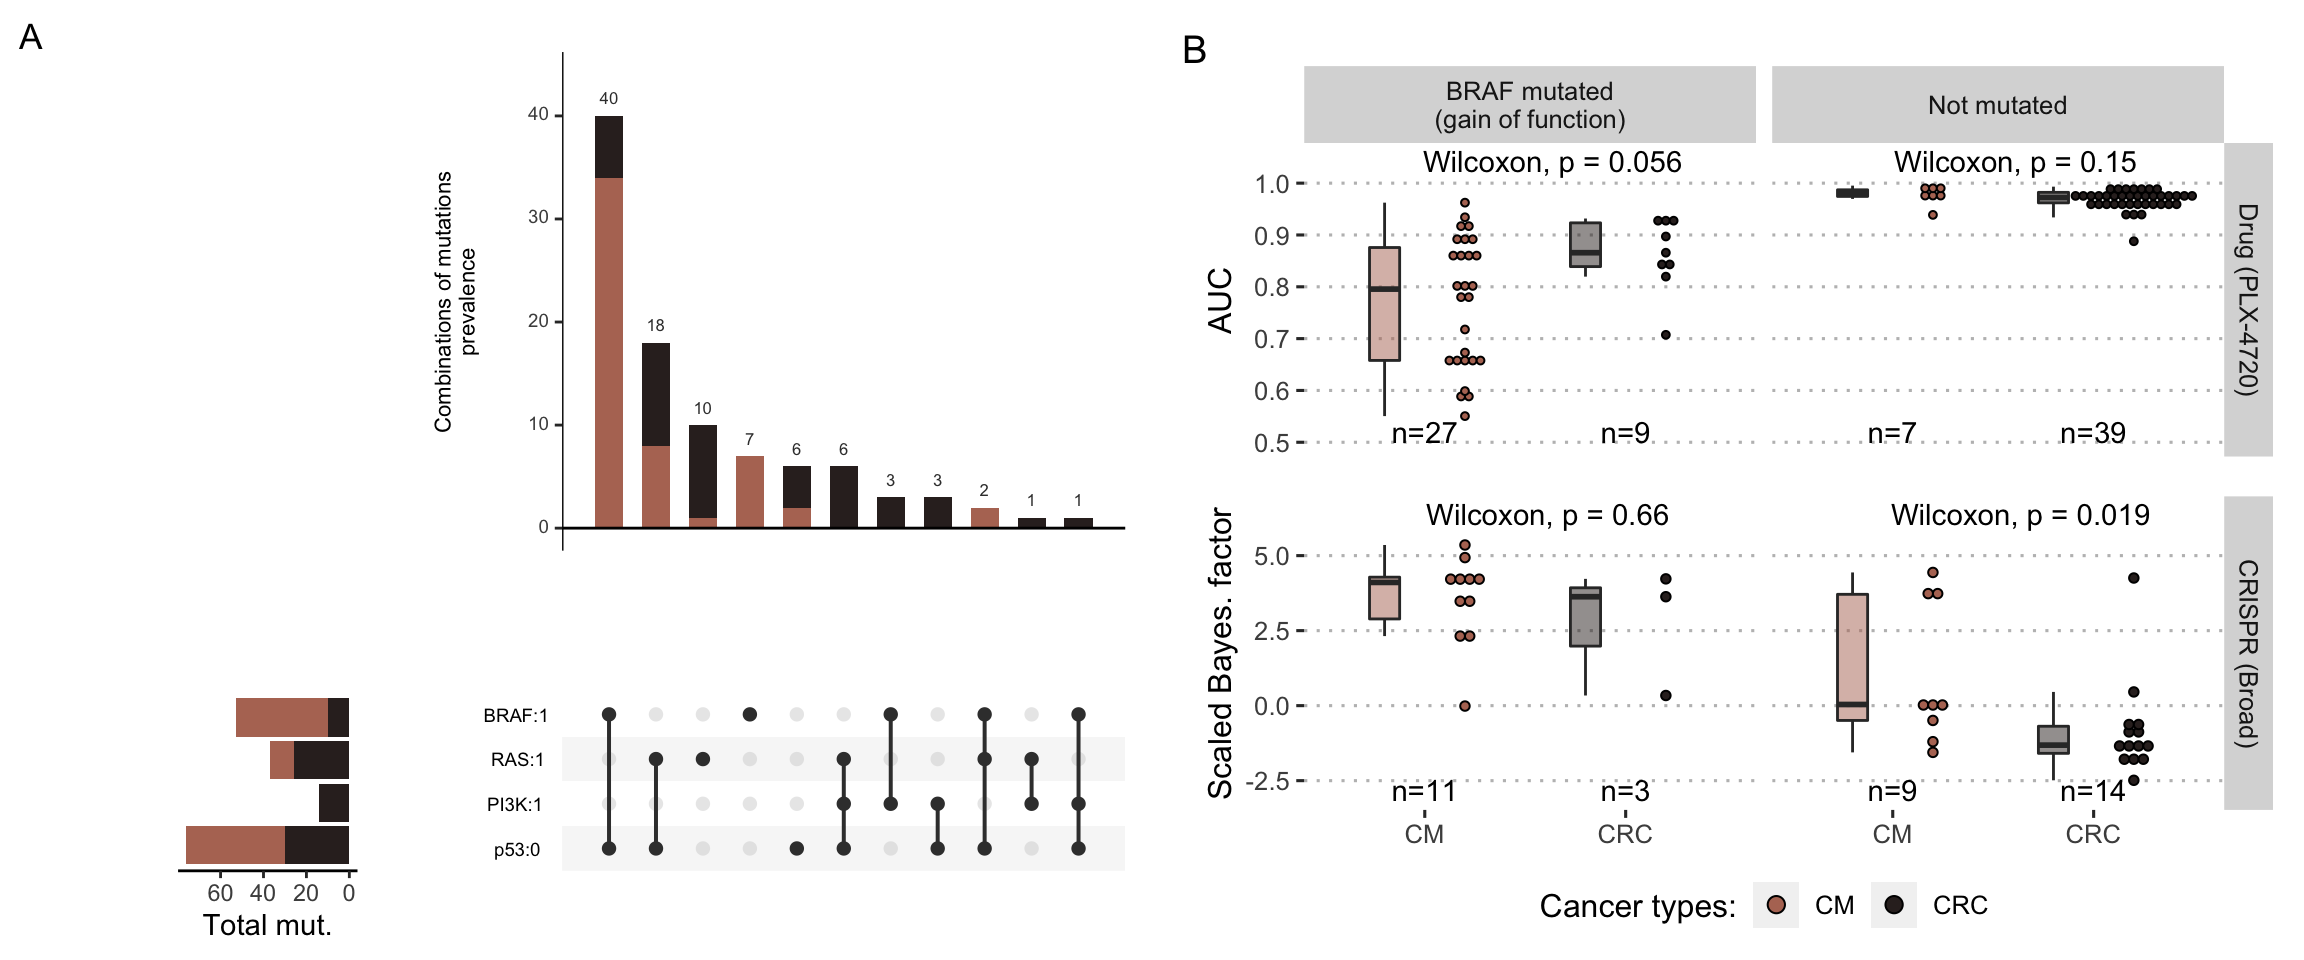 A
Combinations of mutations
prevalence
40
30
20
10
0
40
18
10
7
6
6
3
3
2
1
1
BRAF:1
RAS:1
PI3K:1
p53:0
60 40 20 0
Total mut.
B
BRAF mutated
(gain of function)
Not mutated
Wilcoxon, p = 0.056
Wilcoxon, p = 0.15
AUC
1.0
0.9
0.8
0.7
0.6
0.5
n=27
n=9
n=7
n=39
Drug (PLX-4720)
Wilcoxon, p = 0.66
Wilcoxon, p = 0.019
Scaled Bayes. factor
5.0
2.5
0.0
-2.5
n=11
n=3
n=9
n=14
CRISPR (Broad)
CM
CRC
CM
CRC
Cancer types: CM CRC